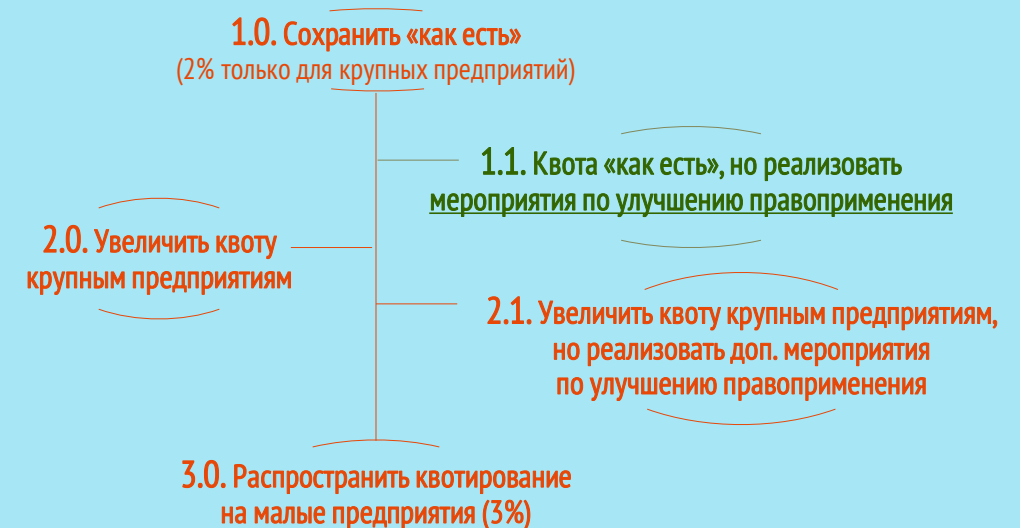 1.0. Сохранить «как есть»
(2% только для крупных предприятий)
1.1. Квота «как есть», но реализовать
мероприятия по улучшению правоприменения
2.0. Увеличить квоту
крупным предприятиям
2.1. Увеличить квоту крупным предприятиям,
но реализовать доп. мероприятия
по улучшению правоприменения
3.0. Распространить квотирование
на малые предприятия (3%)